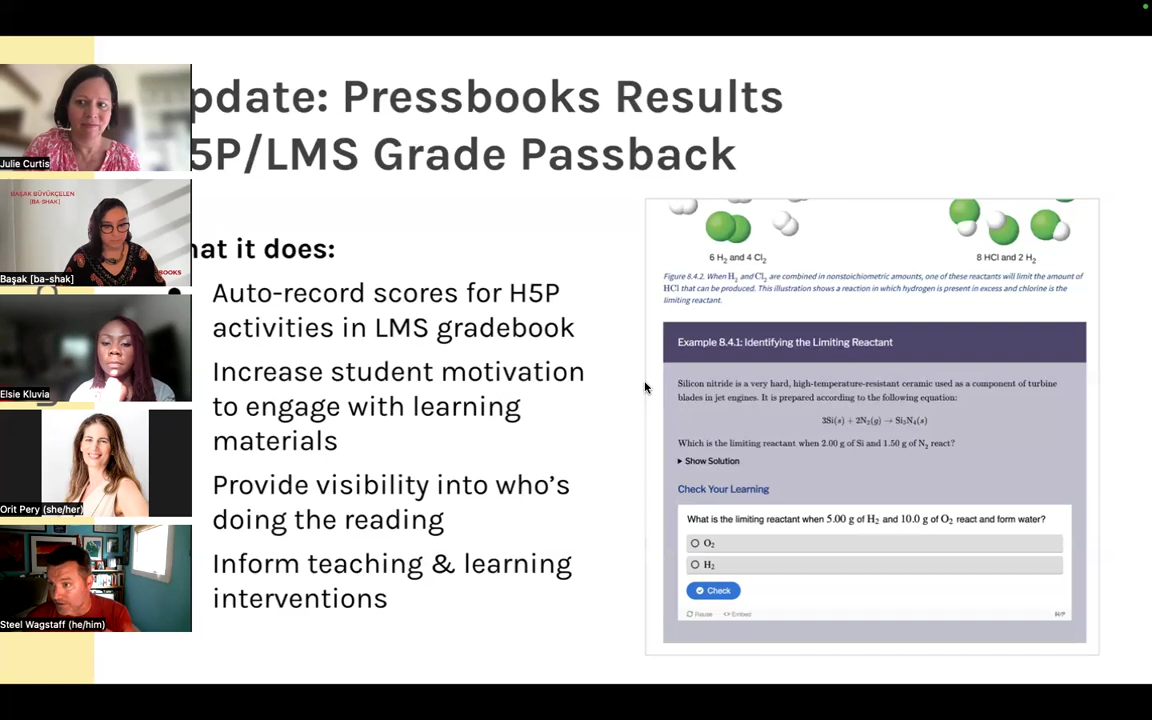 pdate: Pressbooks Results
5P/LMS Grade Passback
hat it does:
Auto-record scores for H5P
activities in LMS gradebook
Increase student motivation
to engage with learning
materials
Provide visibility into who's
doing the reading
Inform teaching & learning
interventions
6 H₂ and 4 Cl₂
8 HCl and 2 H₂
Figure 8.4.2. When H₂ and Cl₂ are combined in nonstoichiometric amounts, one of these reactants will limit the amount of
HCl that can be produced. This illustration shows a reaction in which hydrogen is present in excess and chlorine is the
limiting reactant.
Example 8.4.1: Identifying the Limiting Reactant
Silicon nitride is a very hard, high-temperature-resistant ceramic used as a component of turbine
blades in jet engines. It is prepared according to the following equation:
3Si(s) + 2N₂(g) → Si₃N₄(s)
Which is the limiting reactant when 2.00 g of Si and 1.50 g of N₂ react?
Show Solution
Check Your Learning
What is the limiting reactant when 5.00 g of H₂ and 10.0 g of O₂ react and form water?
O₂
H₂
Check
Reuse <> Embed
H5P
Julie Curtis
BAŞAK BÜYÜKÇELEN
[BA-SHAK]
OOKS
Başak [ba-shak]
Elsie Kluvia
Orit Pery (she/her)
Steel Wagstaff (he/him)